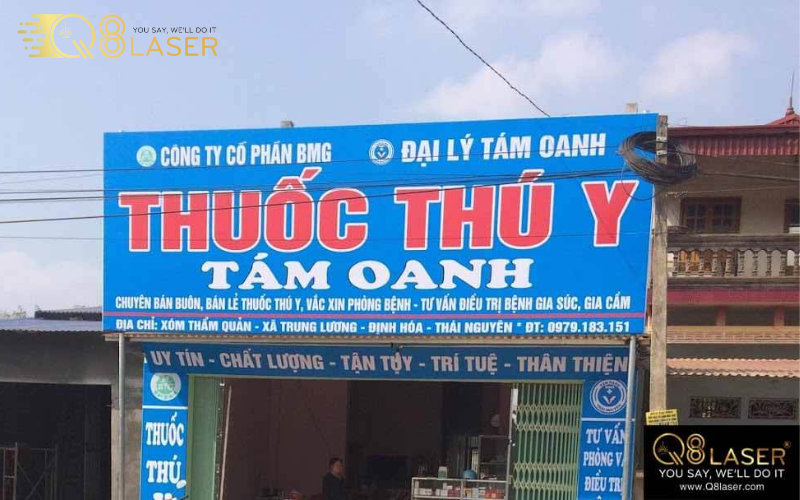 Q8LASER
YOU SAY, WE'LL DO IT
CÔNG TY CỔ PHẦN BMG
ĐẠI LÝ TÁM OANH
THUỐC THÚ Y
TÁM OANH
CHUYÊN BÁN BUÔN, BÁN LẺ THUỐC THÚ Y, VẮC XIN PHÒNG BỆNH - TƯ VẤN ĐIỀU TRỊ BỆNH GIA SÚC, GIA CẦM
ĐỊA CHỈ: XÓM THẨM QUẢN - XÃ TRUNG LƯƠNG - ĐỊNH HÓA - THÁI NGUYÊN * ĐT: 0979.183.151
UY TÍN - CHẤT LƯỢNG - TẬN TỤY - TRÍ TUỆ - THÂN THIỆN
THUỐC
THÚ
TƯ VẤN
PHÒNG VÀ
ĐIỀU TRỊ
Q8LASER
YOU SAY, WE'LL DO IT
www.Q8laser.com